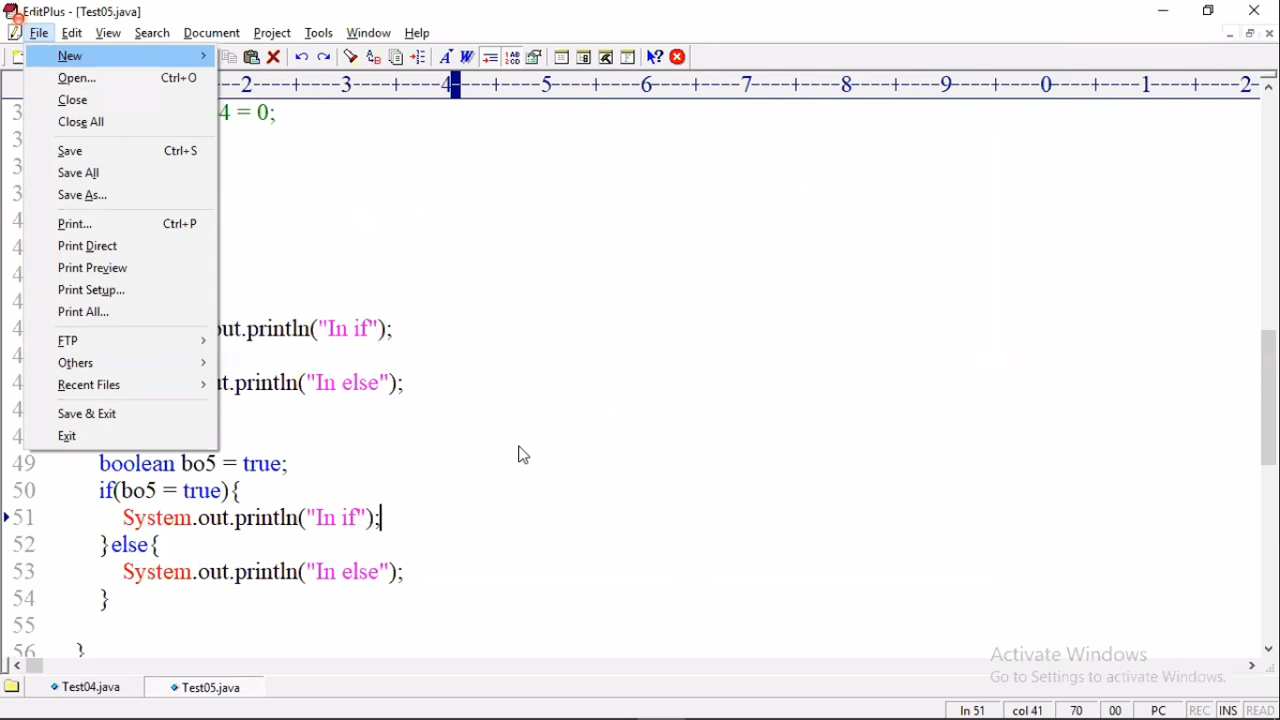 EditPlus - [Test05.java]
File Edit View Search Document Project Tools Window Help
New
Open... Ctrl+O
Close
Close All
Save Ctrl+S
Save All
Save As...
Print... Ctrl+P
Print Direct
Print Preview
Print Setup...
Print All...
FTP
Others
Recent Files
Save & Exit
Exit
--2----+----3----+----4----+----5----+----6----+----7----+----8----+----9----+----0----+----1----+----2-
4 = 0;
out.println("In if");
ut.println("In else");
49 boolean bo5 = true;
50 if(bo5 = true){
51 System.out.println("In if");
52 }else{
53 System.out.println("In else");
54 }
55
56 }
Activate Windows
Go to Settings to activate Windows.
Test04.java Test05.java
ln 51 col 41 70 00 PC REC INS READ